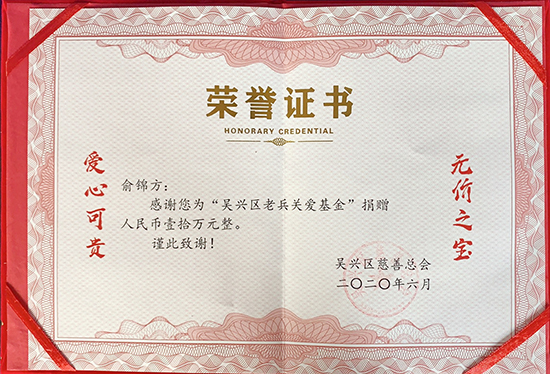 荣誉证书
HONORARY CREDENTIAL
爱心可贵
俞锦方：
感谢您为“吴兴区老兵关爱基金”捐赠
人民币壹拾万元整。
谨此致谢！
吴兴区慈善总会
二〇二〇年六月
无价之宝